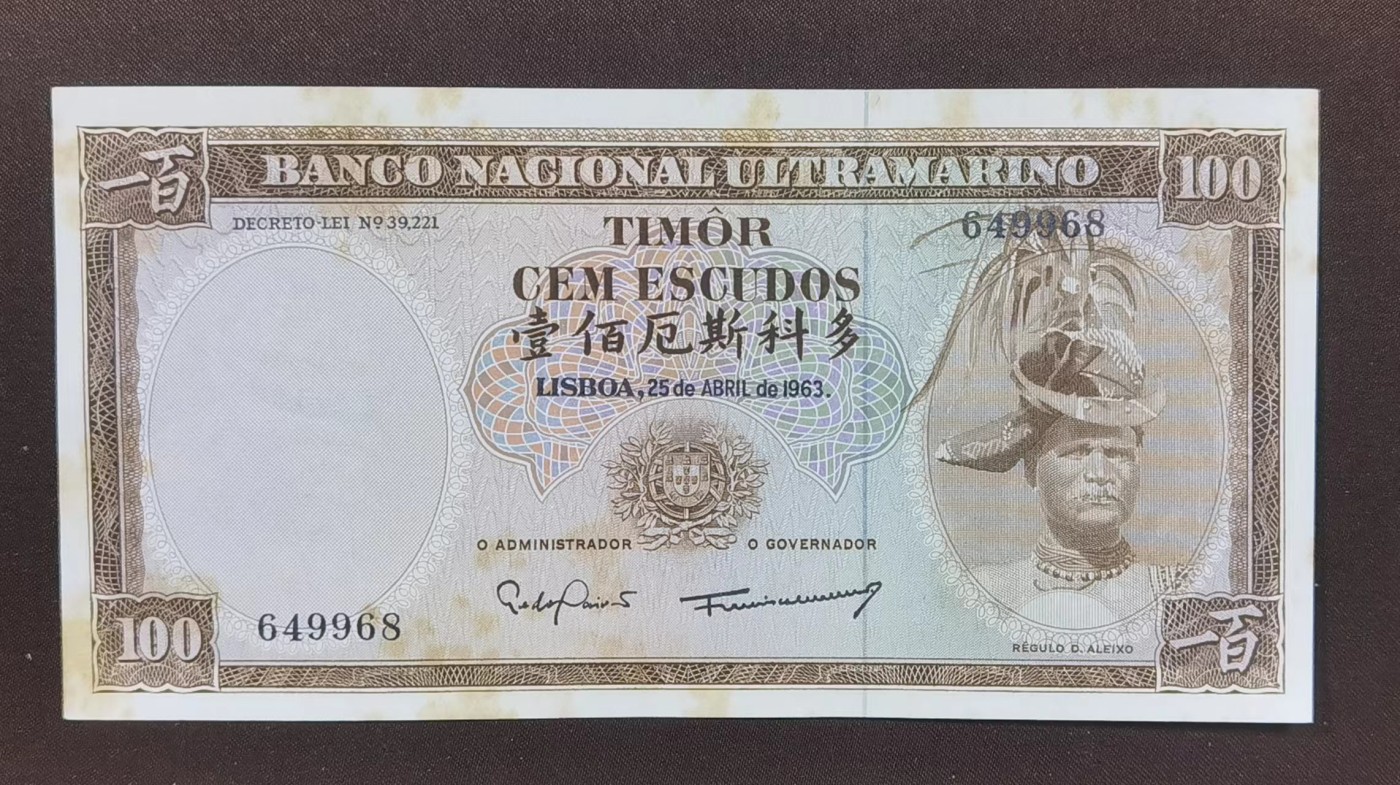 一百
BANCO NACIONAL ULTRAMARINO
100
DECRETO-LEI Nº 39,221
TIMÔR
649968
CEM ESCUDOS
壹佰厄斯科多
LISBOA, 25 de ABRIL de 1963.
O ADMINISTRADOR
O GOVERNADOR
649968
100
RÉGULO D. ALEIXO
一百